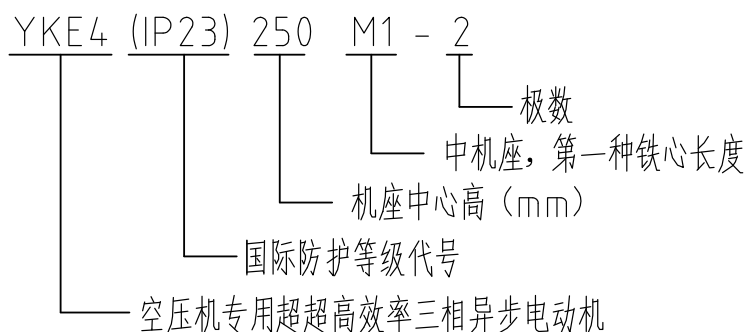 YKE4 (IP23) 250 M1 - 2
极数
中机座，第一种铁心长度
机座中心高（mm）
国际防护等级代号
空压机专用超超高效率三相异步电动机